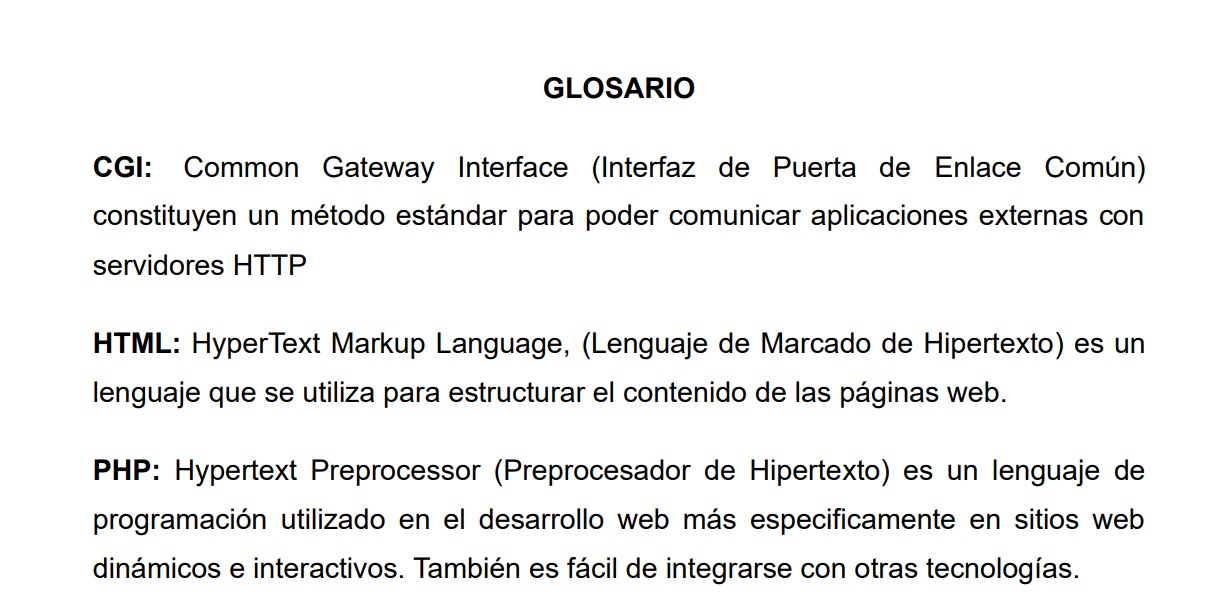 GLOSARIO
CGI: Common Gateway Interface (Interfaz de Puerta de Enlace Común)
constituyen un método estándar para poder comunicar aplicaciones externas con
servidores HTTP
HTML: HyperText Markup Language, (Lenguaje de Marcado de Hipertexto) es un
lenguaje que se utiliza para estructurar el contenido de las páginas web.
PHP: Hypertext Preprocessor (Preprocesador de Hipertexto) es un lenguaje de
programación utilizado en el desarrollo web más especificamente en sitios web
dinámicos e interactivos. También es fácil de integrarse con otras tecnologías.